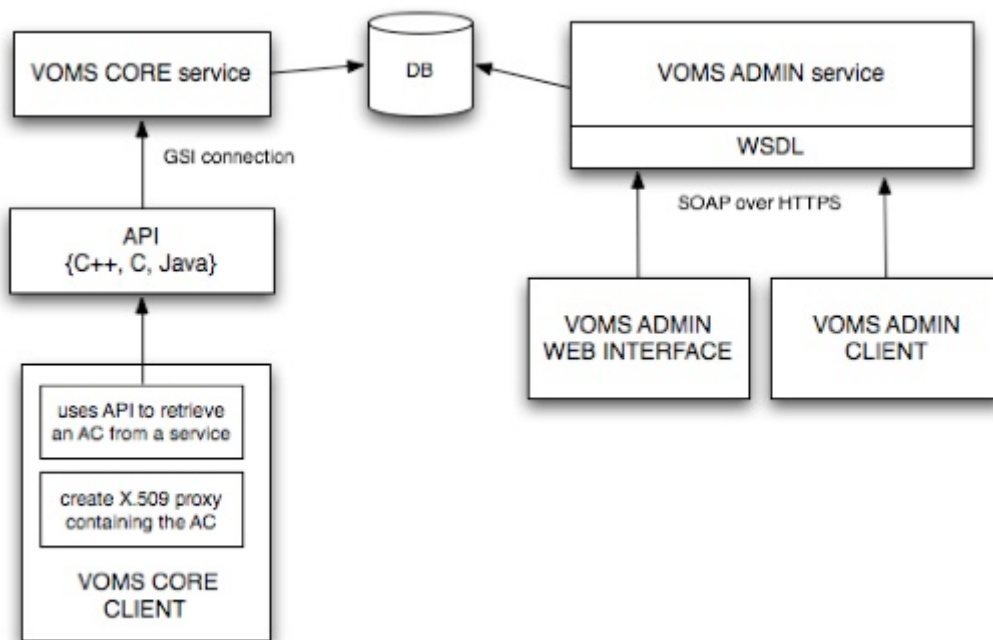 VOMS CORE service
DB
VOMS ADMIN service
WSDL
GSI connection
SOAP over HTTPS
API
{C++, C, Java}
VOMS ADMIN
WEB INTERFACE
VOMS ADMIN
CLIENT
uses API to retrieve
an AC from a service
create X.509 proxy
containing the AC
VOMS CORE
CLIENT